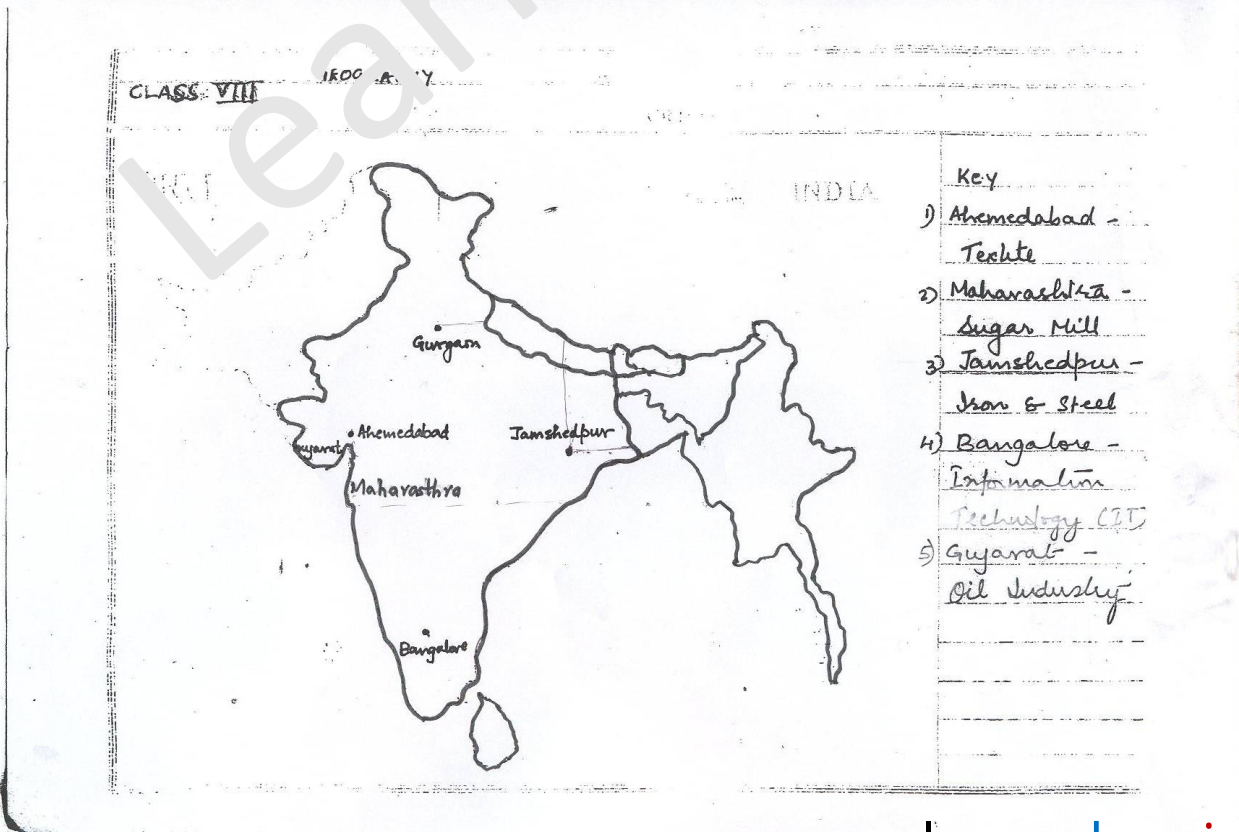 CLASS VIII
INDIA
Gurgaon
Ahemedabad
Gujarat
Jamshedpur
Maharasthra
Bangalore
Key
1) Ahemedabad -
2) Maharashtra -
Sugar Mill
3) Jamshedpur -
Iron & Steel
4) Bangalore -
Information
Technology (IT)
5) Gujarat -
Oil Industry
Lear